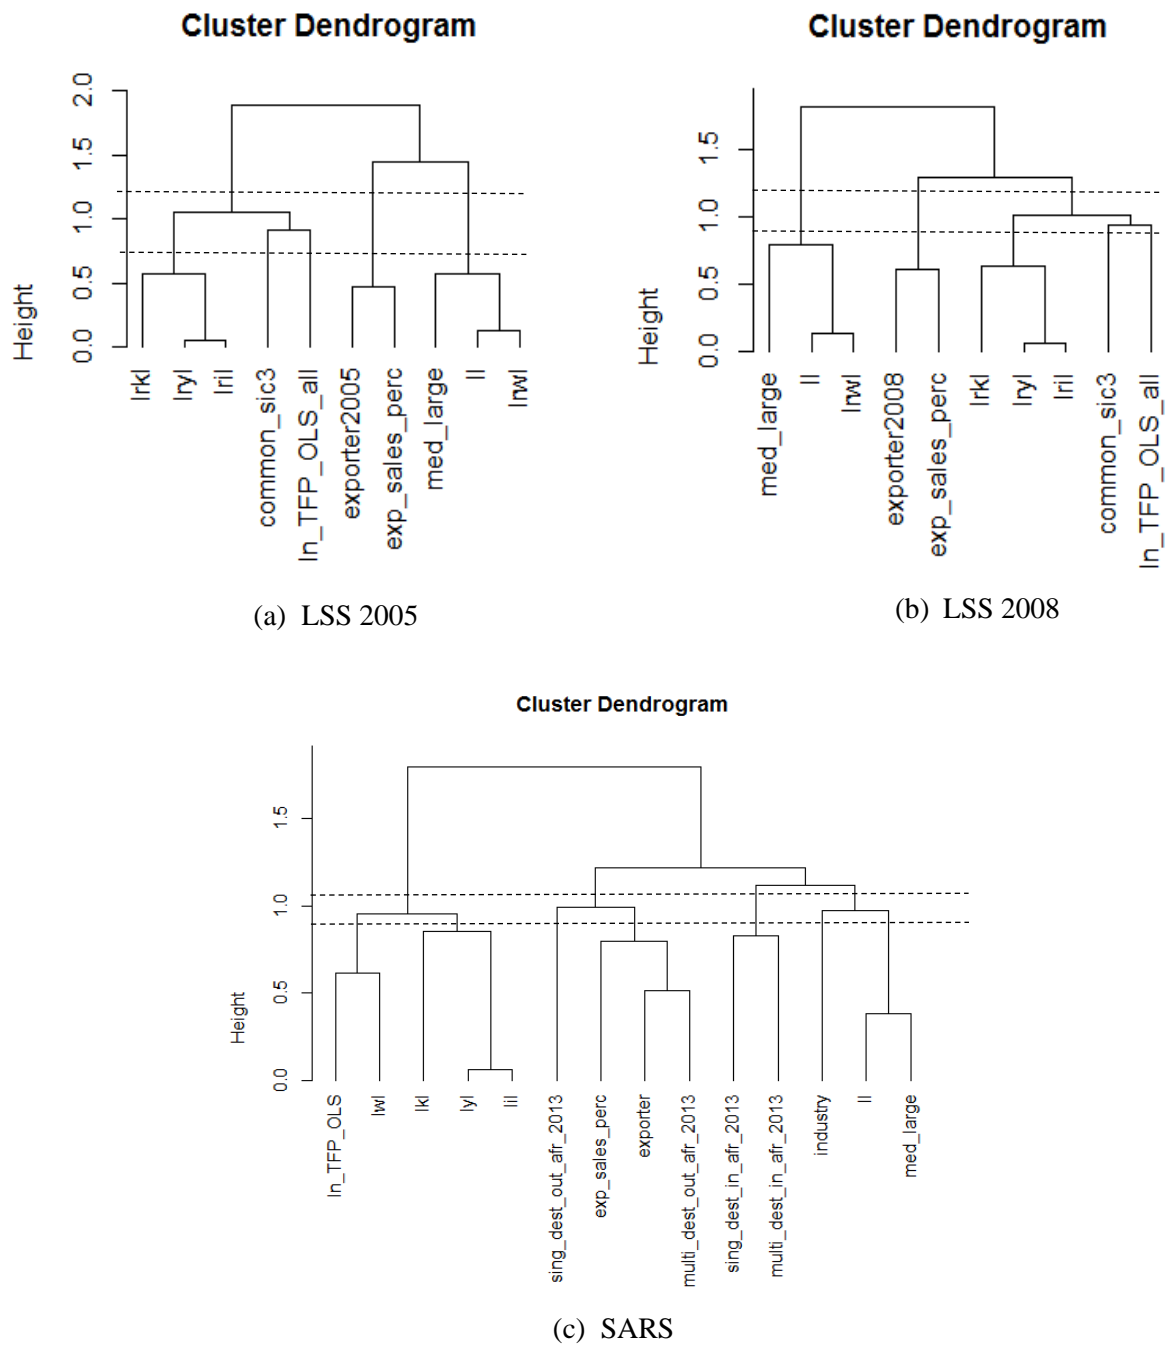 Cluster Dendrogram
Height
0.0 0.5 1.0 1.5 2.0
lrkl
lryl
lril
common_sic3
ln_TFP_OLS_all
exporter2005
exp_sales_perc
med_large
ll
lrwl
(a) LSS 2005
Cluster Dendrogram
Height
0.0 0.5 1.0 1.5
med_large
ll
lrwl
exporter2008
exp_sales_perc
lrkl
lryl
lril
common_sic3
ln_TFP_OLS_all
(b) LSS 2008
Cluster Dendrogram
Height
0.0 0.5 1.0 1.5
ln_TFP_OLS
lwl
lkl
lyl
lil
sing_dest_out_afr_2013
exp_sales_perc
exporter
multi_dest_out_afr_2013
sing_dest_in_afr_2013
multi_dest_in_afr_2013
industry
ll
med_large
(c) SARS